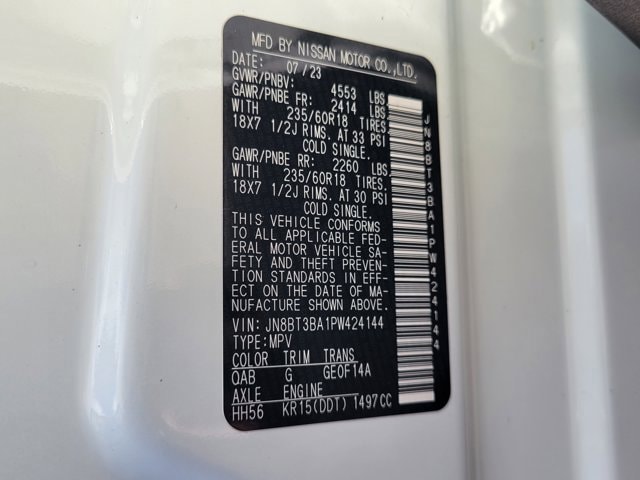 MFD BY NISSAN MOTOR CO.,LTD.
DATE: 07/23
GVWR/PNBV: 4553 LBS
GAWR/PNBE FR: 2414 LBS
WITH 235/60R18 TIRES
18X7 1/2J RIMS. AT 33 PSI
COLD SINGLE.
GAWR/PNBE RR: 2260 LBS
WITH 235/60R18 TIRES.
18X7 1/2J RIMS. AT 30 PSI
COLD SINGLE.
THIS VEHICLE CONFORMS
TO ALL APPLICABLE FED-
ERAL MOTOR VEHICLE SA-
FETY AND THEFT PREVEN-
TION STANDARDS IN EFF-
ECT ON THE DATE OF MA-
NUFACTURE SHOWN ABOVE.
VIN: JN8BT3BA1PW424144
TYPE: MPV
COLOR TRIM TRANS
QAB G GE0F14A
AXLE ENGINE
HH56 KR15(DDT) 1497CC
JN8BT3BA1PW424144